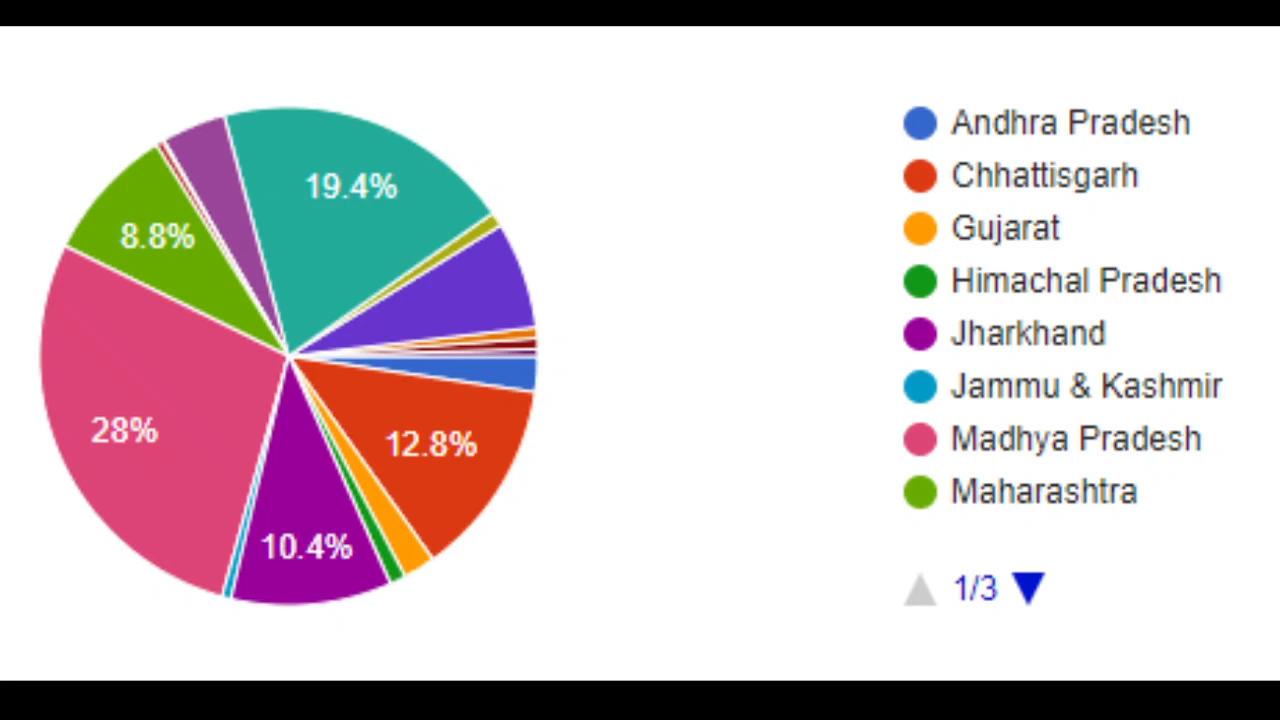 19.4%
8.8%
28%
12.8%
10.4%
Andhra Pradesh
Chhattisgarh
Gujarat
Himachal Pradesh
Jharkhand
Jammu & Kashmir
Madhya Pradesh
Maharashtra
1/3